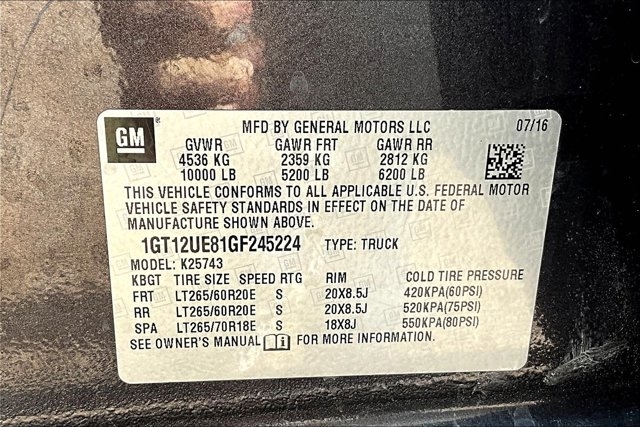 GM ® MFD BY GENERAL MOTORS LLC 07/16
GVWR GAWR FRT GAWR RR
4536 KG 2359 KG 2812 KG
10000 LB 5200 LB 6200 LB
THIS VEHICLE CONFORMS TO ALL APPLICABLE U.S. FEDERAL MOTOR
VEHICLE SAFETY STANDARDS IN EFFECT ON THE DATE OF
MANUFACTURE SHOWN ABOVE.
1GT12UE81GF245224 TYPE: TRUCK
MODEL: K25743
KBGT TIRE SIZE SPEED RTG RIM COLD TIRE PRESSURE
FRT LT265/60R20E S 20X8.5J 420KPA(60PSI)
RR LT265/60R20E S 20X8.5J 520KPA(75PSI)
SPA LT265/70R18E S 18X8J 550KPA(80PSI)
SEE OWNER'S MANUAL i FOR MORE INFORMATION.